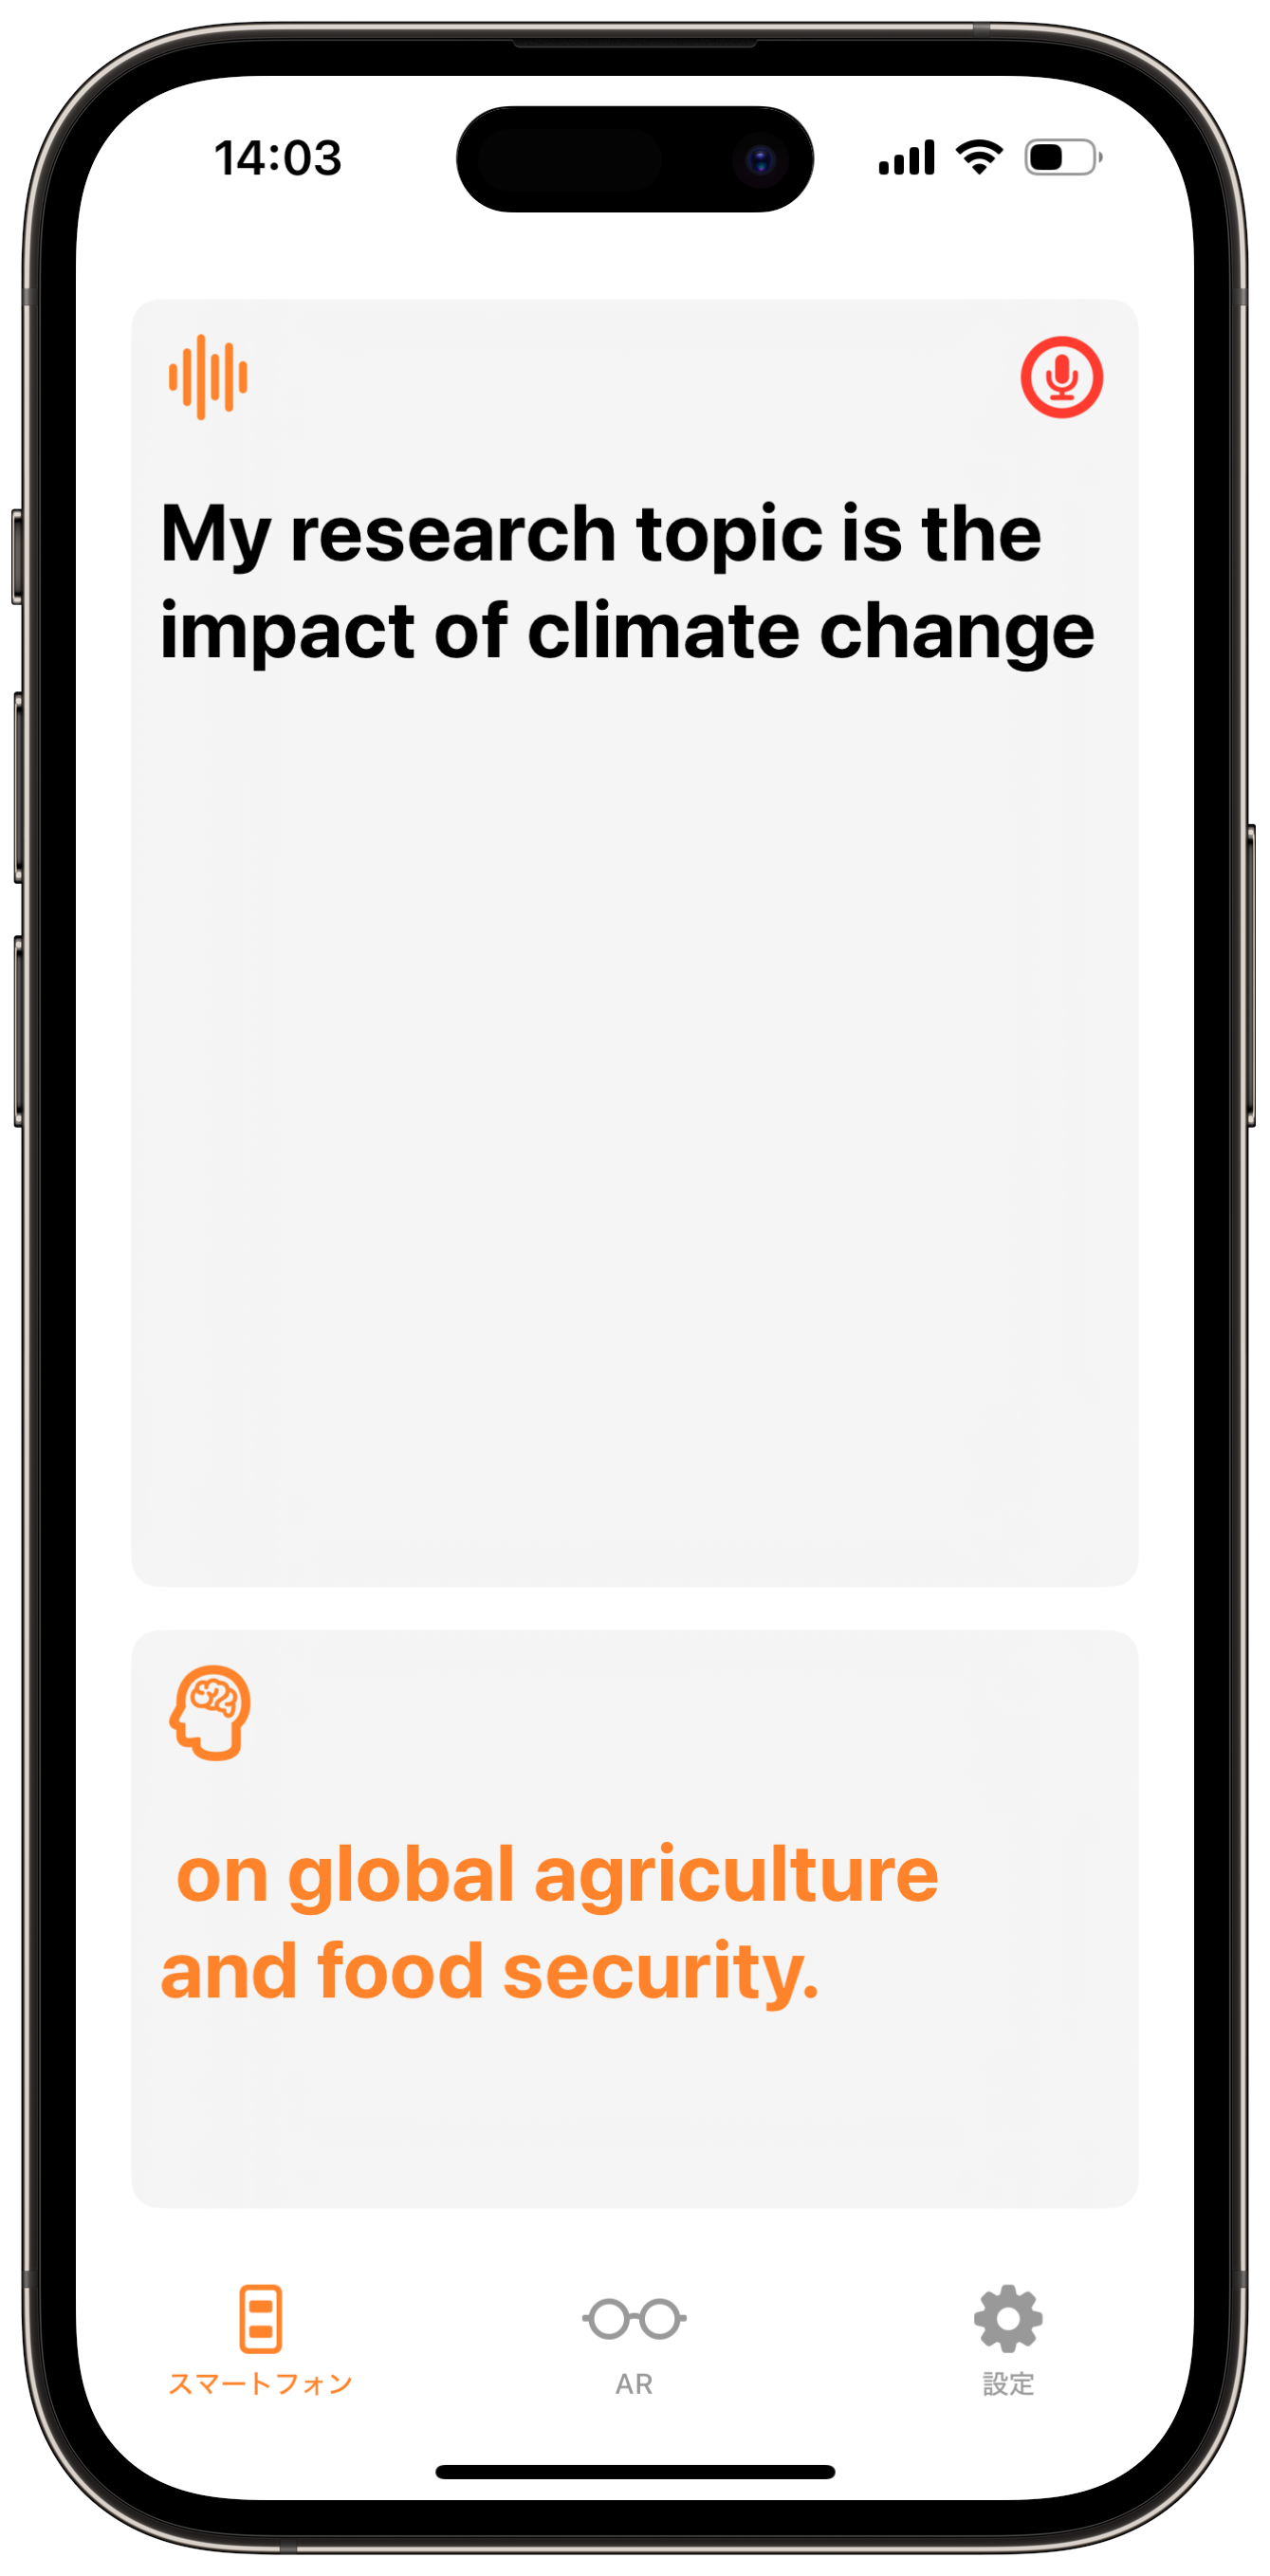 14:03
My research topic is the
impact of climate change
on global agriculture
and food security.
スマートフォン
AR
設定